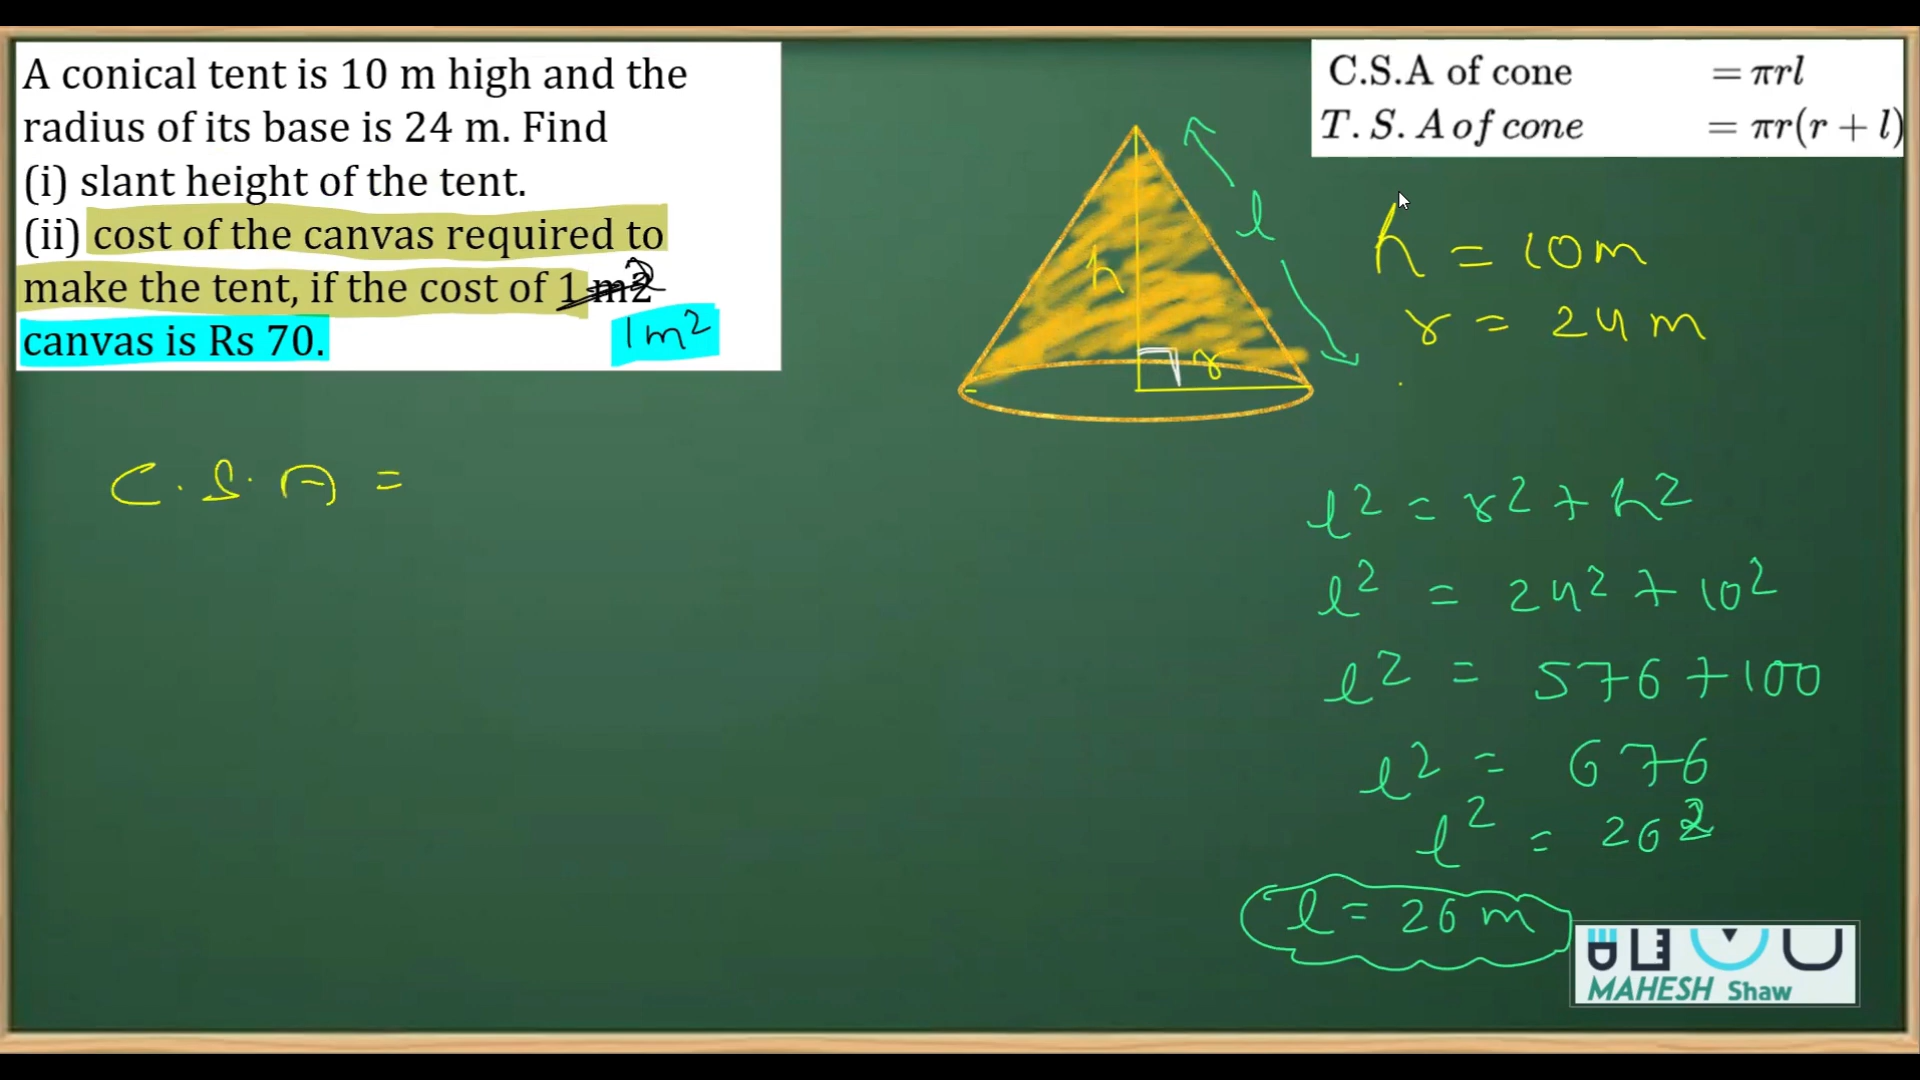 A conical tent is 10 m high and the
radius of its base is 24 m. Find
(i) slant height of the tent.
(ii) cost of the canvas required to
make the tent, if the cost of 1 m2
canvas is Rs 70.
1m²
C.S.A of cone = πrl
T.S.A of cone = πr(r + l)
l
h
r
h = 10m
r = 24 m
C.S.A =
l² = r² + h²
l² = 24² + 10²
l² = 576 + 100
l² = 676
l² = 26²
l = 26 m
MAHESH Shaw